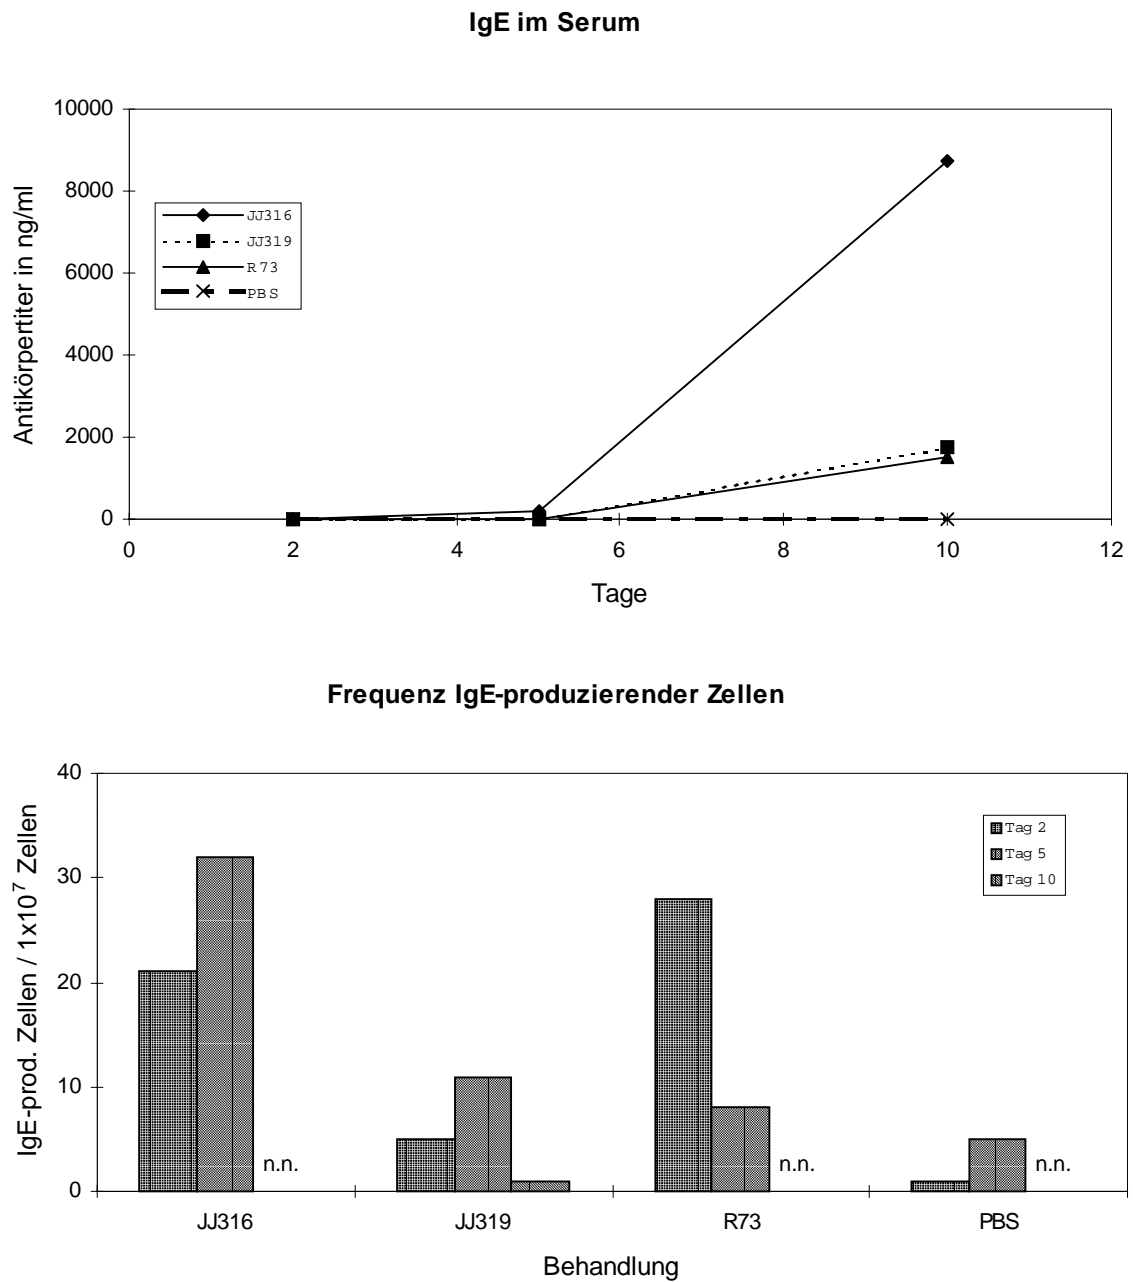 IgE im Serum
10000
8000
6000
4000
2000
0
Antikörpertiter in ng/ml
JJ316
JJ319
R73
PBS
0 2 4 6 8 10 12
Tage
Frequenz IgE-produzierender Zellen
40
30
20
10
0
IgE-prod. Zellen / 1x10⁷ Zellen
Tag 2
Tag 5
Tag 10
n.n. n.n. n.n.
JJ316 JJ319 R73 PBS
Behandlung